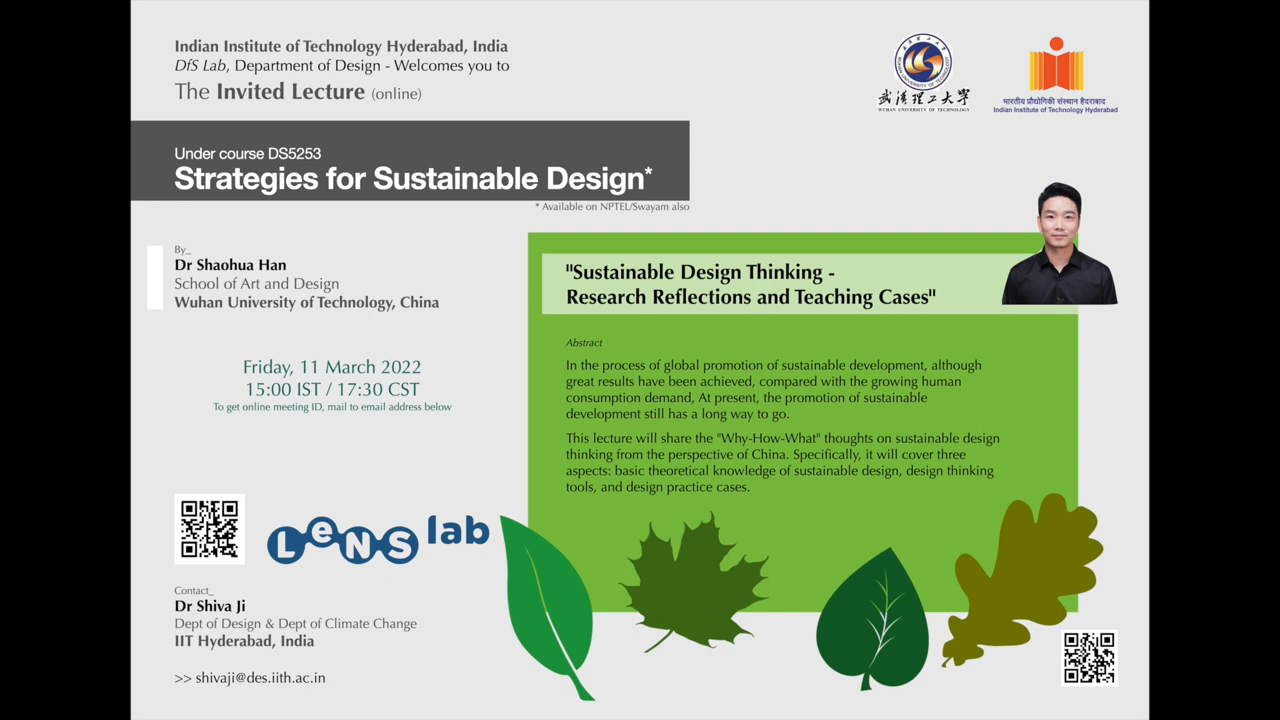 Indian Institute of Technology Hyderabad, India
DfS Lab, Department of Design - Welcomes you to
The Invited Lecture (online)
武汉理工大学
WUHAN UNIVERSITY OF TECHNOLOGY
भारतीय प्रौद्योगिकी संस्थान हैदराबाद
Indian Institute of Technology Hyderabad
Under course DS5253
Strategies for Sustainable Design*
* Available on NPTEL/Swayam also
By_
Dr Shaohua Han
School of Art and Design
Wuhan University of Technology, China
Friday, 11 March 2022
15:00 IST / 17:30 CST
To get online meeting ID, mail to email address below
"Sustainable Design Thinking -
Research Reflections and Teaching Cases"
Abstract
In the process of global promotion of sustainable development, although
great results have been achieved, compared with the growing human
consumption demand, At present, the promotion of sustainable
development still has a long way to go.
This lecture will share the "Why-How-What" thoughts on sustainable design
thinking from the perspective of China. Specifically, it will cover three
aspects: basic theoretical knowledge of sustainable design, design thinking
tools, and design practice cases.
LeNS lab
Contact_
Dr Shiva Ji
Dept of Design & Dept of Climate Change
IIT Hyderabad, India
>> shivaji@des.iith.ac.in